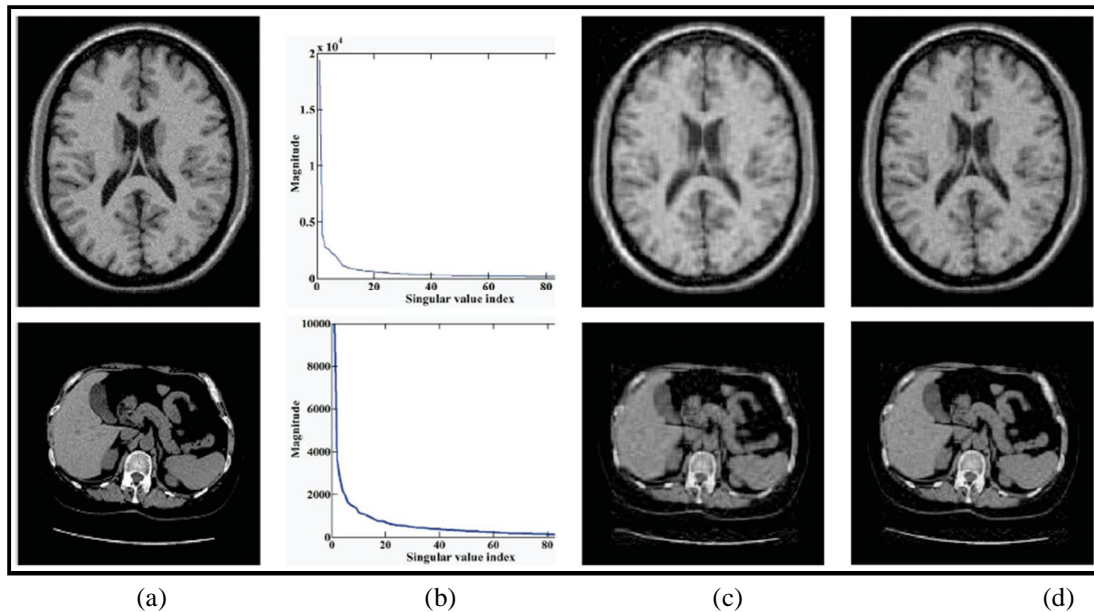 2 x 10^4
1.5
1
0.5
0
Magnitude
0 20 40 60 80
Singular value index
10000
8000
6000
4000
2000
0
Magnitude
0 20 40 60 80
Singular value index
(a) (b) (c) (d)